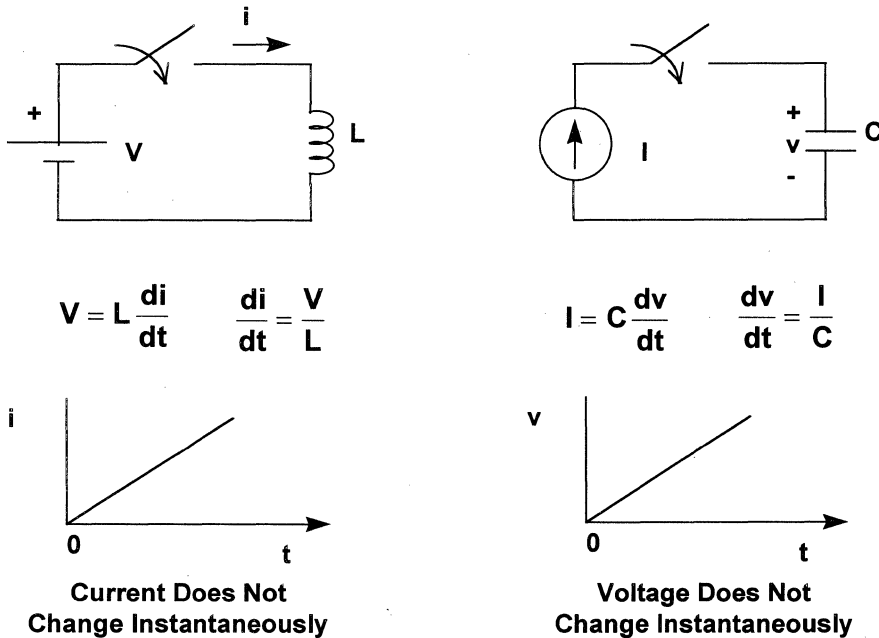 i
+
V
L
V = L di/dt
di/dt = V/L
i
0
t
Current Does Not
Change Instantaneously
I
+
v
-
C
I = C dv/dt
dv/dt = I/C
v
0
t
Voltage Does Not
Change Instantaneously